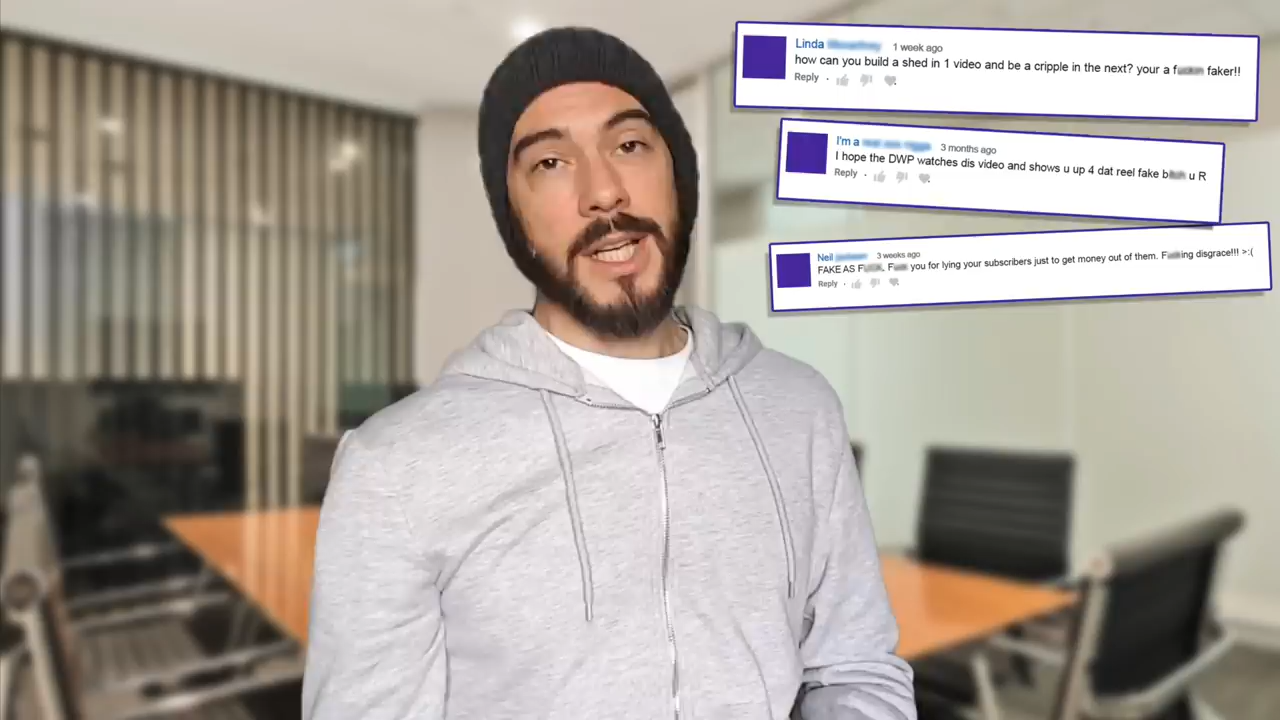 Linda 1 week ago
how can you build a shed in 1 video and be a cripple in the next? your a f faker!!
Reply
I'm a 3 months ago
I hope the DWP watches dis video and shows u up 4 dat reel fake b u R
Reply
Neil 3 weeks ago
FAKE AS F , F you for lying your subscribers just to get money out of them. F ing disgrace!!! >:(
Reply